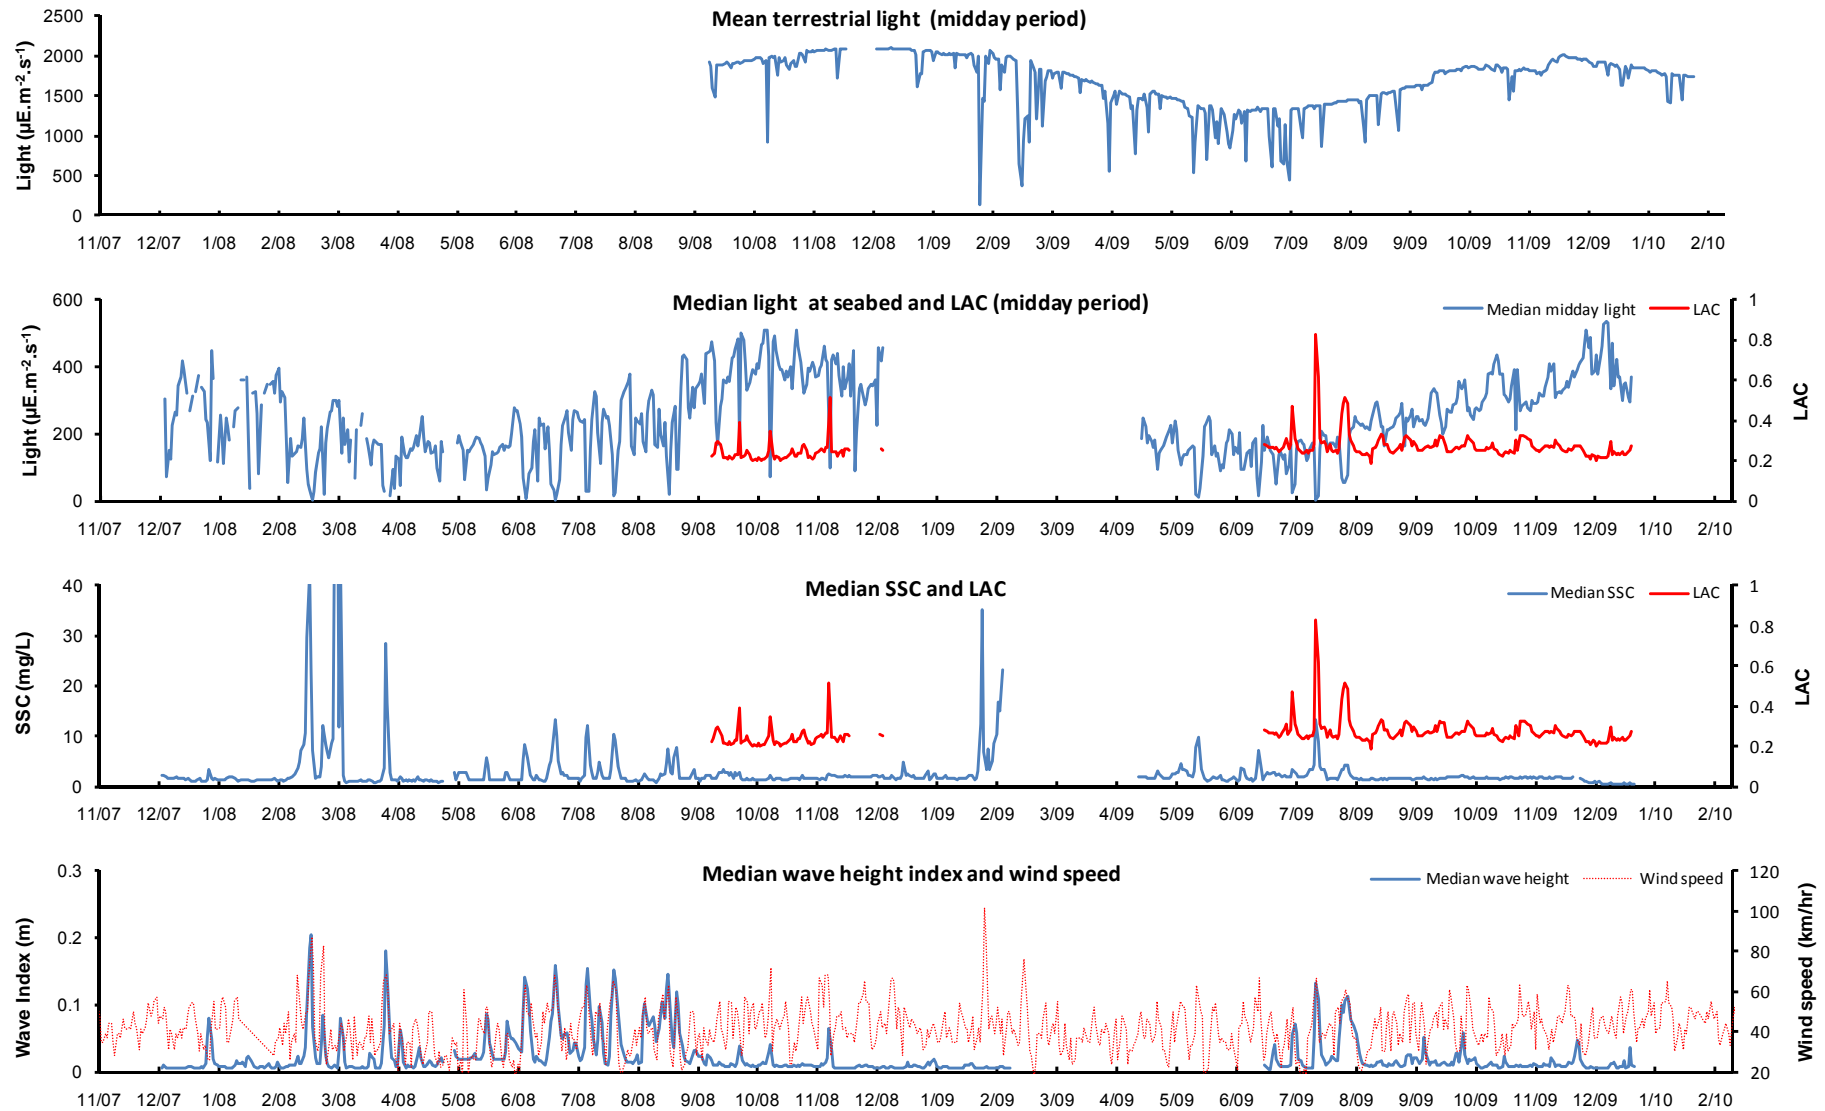 Mean terrestrial light (midday period)
Light (µE.m-2.s-1)
2500
2000
1500
1000
500
0
11/07 12/07 1/08 2/08 3/08 4/08 5/08 6/08 7/08 8/08 9/08 10/08 11/08 12/08 1/09 2/09 3/09 4/09 5/09 6/09 7/09 8/09 9/09 10/09 11/09 12/09 1/10 2/10
Median light at seabed and LAC (midday period)
Median midday light LAC
Light (µE.m-2.s-1)
600
400
200
0
LAC
1
0.8
0.6
0.4
0.2
0
11/07 12/07 1/08 2/08 3/08 4/08 5/08 6/08 7/08 8/08 9/08 10/08 11/08 12/08 1/09 2/09 3/09 4/09 5/09 6/09 7/09 8/09 9/09 10/09 11/09 12/09 1/10 2/10
Median SSC and LAC
Median SSC LAC
SSC (mg/L)
40
30
20
10
0
LAC
1
0.8
0.6
0.4
0.2
0
11/07 12/07 1/08 2/08 3/08 4/08 5/08 6/08 7/08 8/08 9/08 10/08 11/08 12/08 1/09 2/09 3/09 4/09 5/09 6/09 7/09 8/09 9/09 10/09 11/09 12/09 1/10 2/10
Median wave height index and wind speed
Median wave height Wind speed
Wave Index (m)
0.3
0.2
0.1
0
Wind speed (km/hr)
120
100
80
60
40
20
11/07 12/07 1/08 2/08 3/08 4/08 5/08 6/08 7/08 8/08 9/08 10/08 11/08 12/08 1/09 2/09 3/09 4/09 5/09 6/09 7/09 8/09 9/09 10/09 11/09 12/09 1/10 2/10